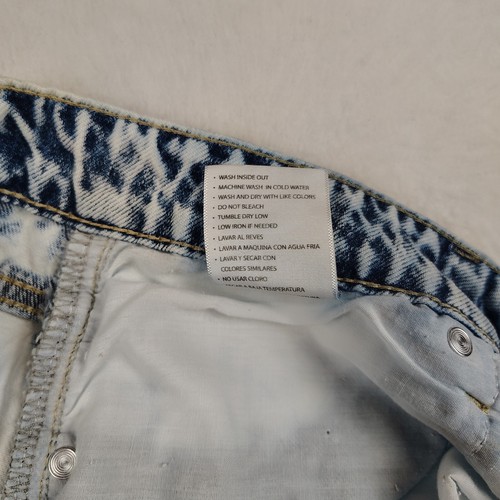 • WASH INSIDE OUT
• MACHINE WASH IN COLD WATER
• WASH AND DRY WITH LIKE COLORS
• DO NOT BLEACH
• TUMBLE DRY LOW
• LOW IRON IF NEEDED
• LAVAR AL REVES
• LAVAR A MAQUINA CON AGUA FRIA
• LAVAR Y SECAR CON
COLORES SIMILARES
• NO USAR CLORO
BAJA TEMPERATURA